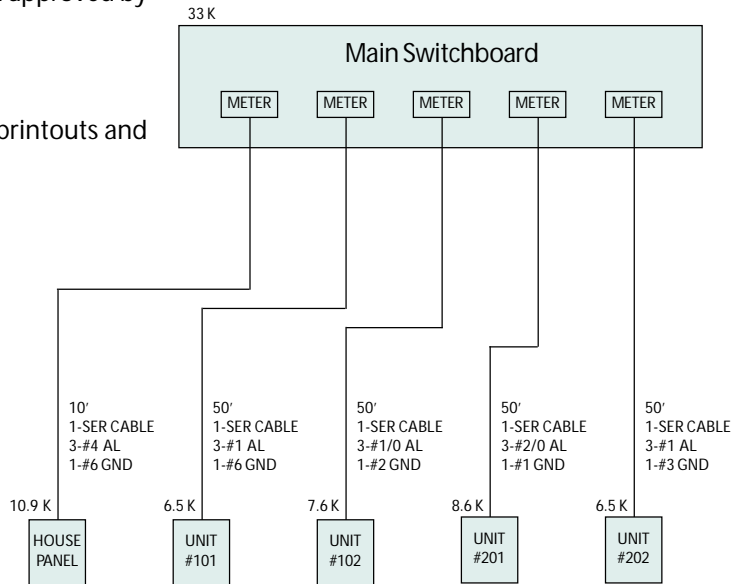 approved by
printouts and
33 K
Main Switchboard
METER METER METER METER METER
10′
1-SER CABLE
3-#4 AL
1-#6 GND
50′
1-SER CABLE
3-#1 AL
1-#6 GND
50′
1-SER CABLE
3-#1/0 AL
1-#2 GND
50′
1-SER CABLE
3-#2/0 AL
1-#1 GND
50′
1-SER CABLE
3-#1 AL
1-#3 GND
10.9 K
HOUSE
PANEL
6.5 K
UNIT
#101
7.6 K
UNIT
#102
8.6 K
UNIT
#201
6.5 K
UNIT
#202